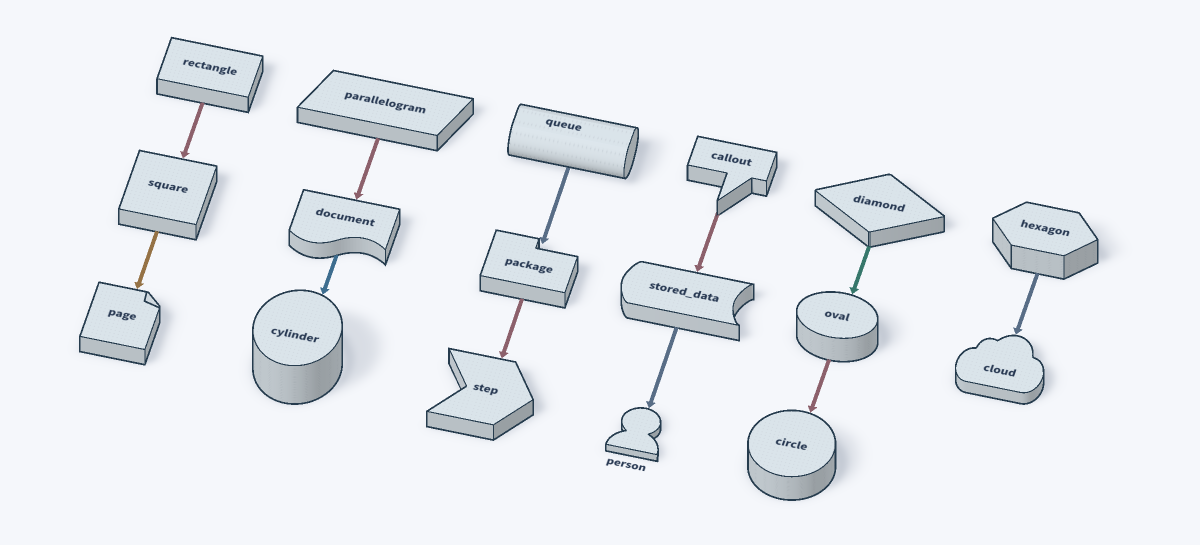 rectangle
square
page
parallelogram
document
cylinder
queue
package
step
callout
stored_data
person
diamond
oval
circle
hexagon
cloud